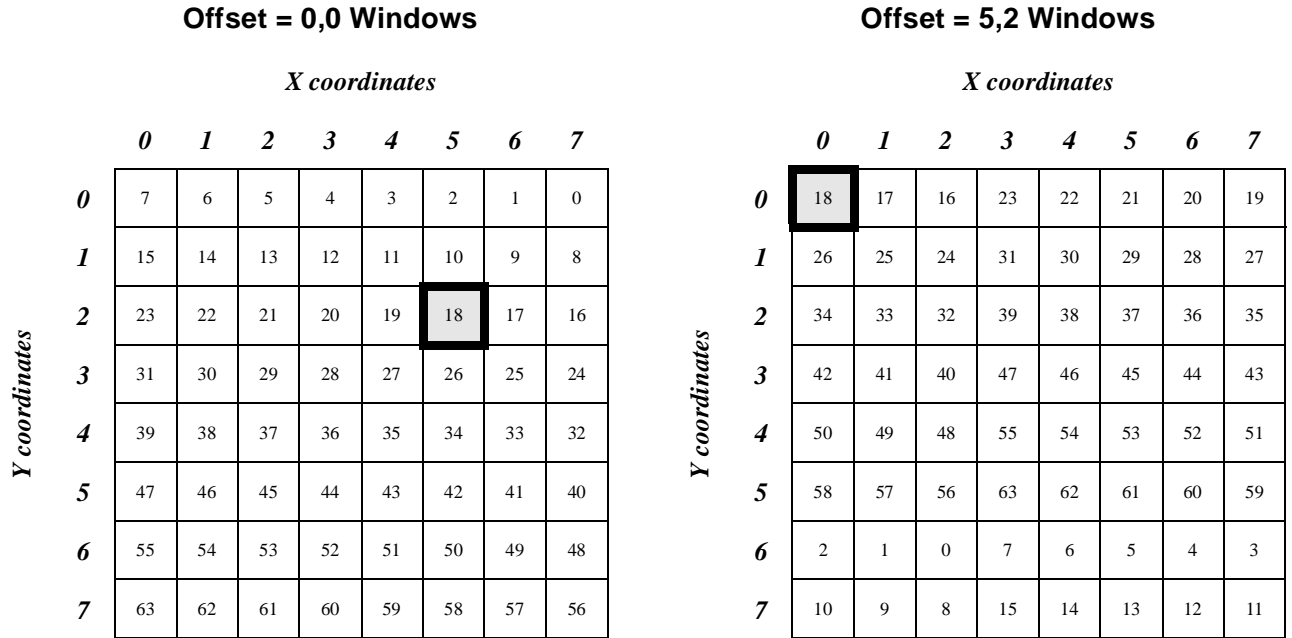 Offset = 0,0 Windows
X coordinates
0 1 2 3 4 5 6 7
0 7 6 5 4 3 2 1 0
1 15 14 13 12 11 10 9 8
2 23 22 21 20 19 18 17 16
3 31 30 29 28 27 26 25 24
4 39 38 37 36 35 34 33 32
5 47 46 45 44 43 42 41 40
6 55 54 53 52 51 50 49 48
7 63 62 61 60 59 58 57 56
Y coordinates
Offset = 5,2 Windows
X coordinates
0 1 2 3 4 5 6 7
0 18 17 16 23 22 21 20 19
1 26 25 24 31 30 29 28 27
2 34 33 32 39 38 37 36 35
3 42 41 40 47 46 45 44 43
4 50 49 48 55 54 53 52 51
5 58 57 56 63 62 61 60 59
6 2 1 0 7 6 5 4 3
7 10 9 8 15 14 13 12 11
Y coordinates